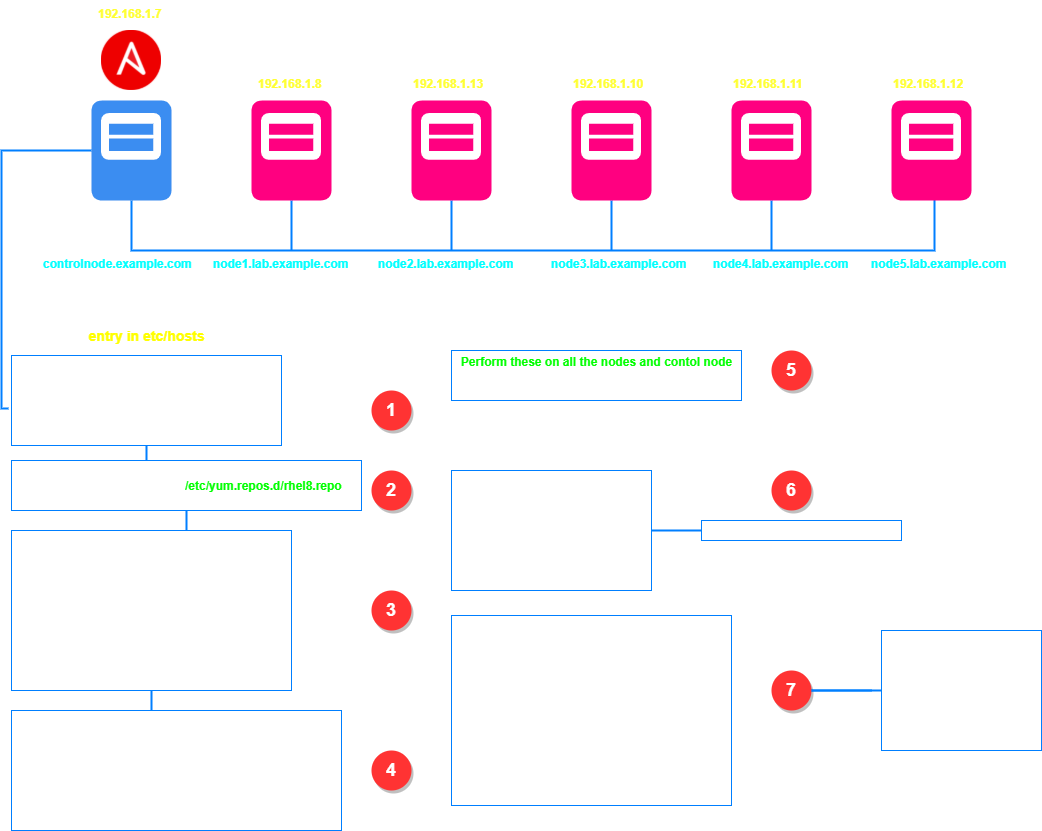 192.168.1.7
192.168.1.8
192.168.1.13
192.168.1.10
192.168.1.11
192.168.1.12
controlnode.example.com
node1.lab.example.com
node2.lab.example.com
node3.lab.example.com
node4.lab.example.com
node5.lab.example.com
entry in etc/hosts
1
/etc/yum.repos.d/rhel8.repo
2
3
4
Perform these on all the nodes and contol node
5
6
7